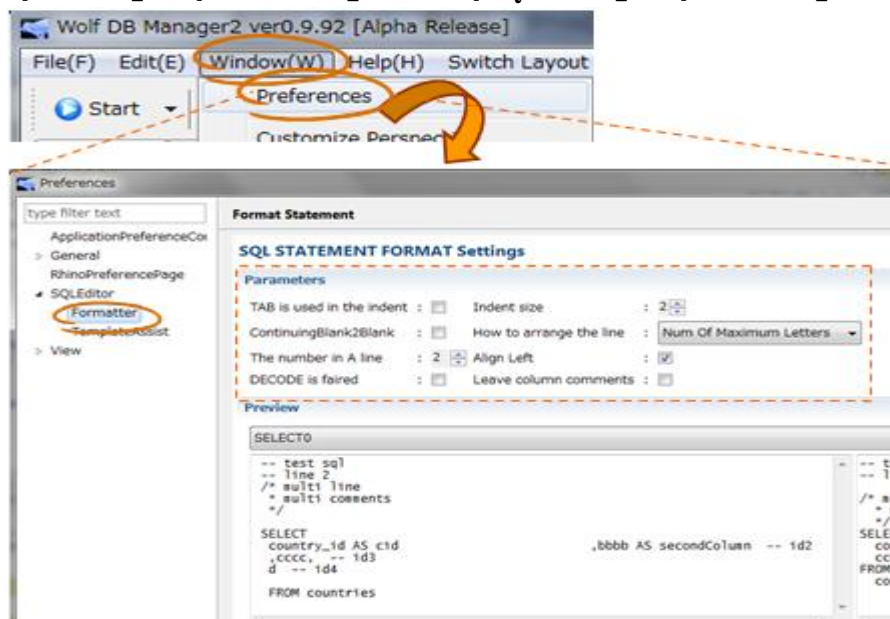 Wolf DB Manager2 ver0.9.92 [Alpha Release]
File(F) Edit(E) Window(W) Help(H) Switch Layout
Start
Preferences
Customize
Preferences
type filter text
Format Statement
General
SQL STATEMENT FORMAT Settings
RhinoPreferencePage
Parameters
SQLEditor
TAB is used in the indent : Indent size : 2
Formatter
ContinuingBlank2Blank : How to arrange the line : Num Of Maximum Letters
TemplateAssist
The number in A line : 2 Align Left :
View
DECODE is faired : Leave column comments :
Preview
SELECT0
-- test sql
-- line 2
/* multi line
* multi comments
*/
SELECT
country_id AS cid ,bbbb AS secondColumn -- id2
,cccc, -- id3
d -- id4
FROM countries